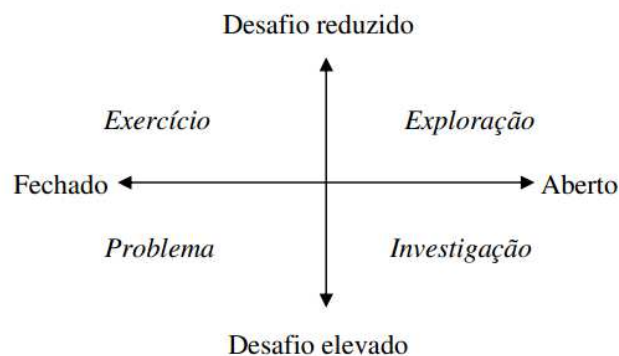 Desafio reduzido
Exercício Exploração
Fechado Aberto
Problema Investigação
Desafio elevado